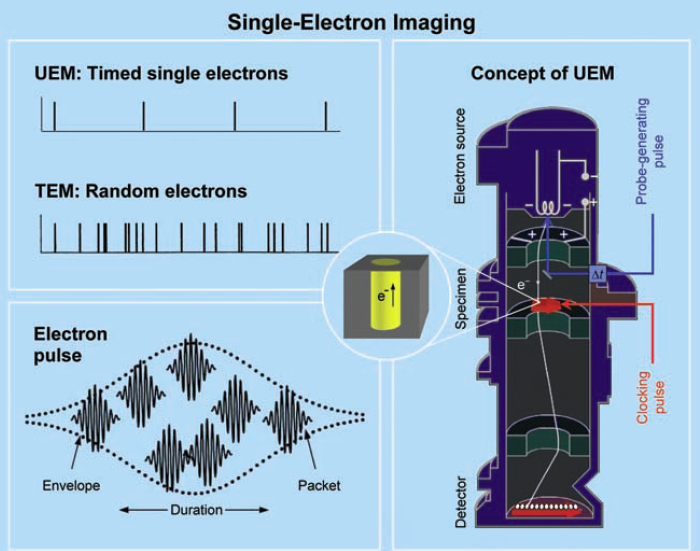 Single-Electron Imaging
UEM: Timed single electrons
TEM: Random electrons
Electron
pulse
Envelope
Packet
Duration
e⁻
Concept of UEM
Electron source
Probe-generating
pulse
−
+
−
−
+
+
Δt
e⁻
Specimen
Clocking
pulse
Detector